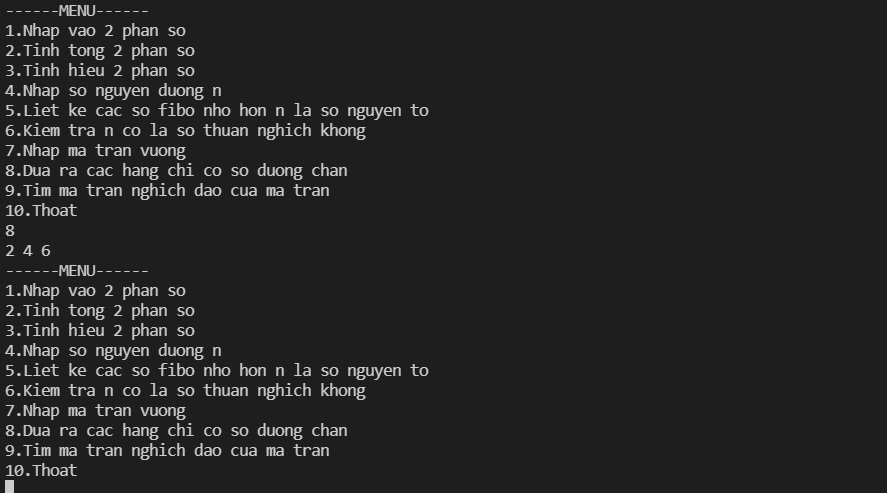 ------MENU------
1.Nhap vao 2 phan so
2.Tinh tong 2 phan so
3.Tinh hieu 2 phan so
4.Nhap so nguyen duong n
5.Liet ke cac so fibo nho hon n la so nguyen to
6.Kiem tra n co la so thuan nghich khong
7.Nhap ma tran vuong
8.Dua ra cac hang chi co so duong chan
9.Tim ma tran nghich dao cua ma tran
10.Thoat
8
2 4 6
------MENU------
1.Nhap vao 2 phan so
2.Tinh tong 2 phan so
3.Tinh hieu 2 phan so
4.Nhap so nguyen duong n
5.Liet ke cac so fibo nho hon n la so nguyen to
6.Kiem tra n co la so thuan nghich khong
7.Nhap ma tran vuong
8.Dua ra cac hang chi co so duong chan
9.Tim ma tran nghich dao cua ma tran
10.Thoat